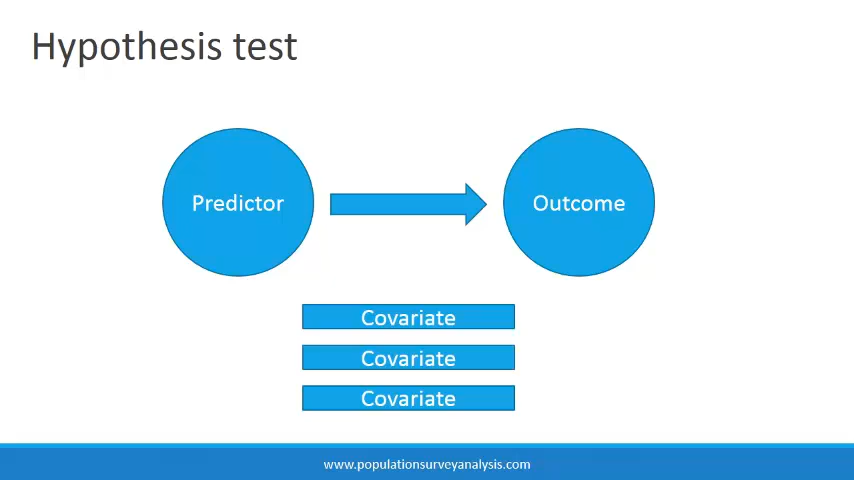 Hypothesis test
Predictor
Outcome
Covariate
Covariate
Covariate
www.populationsurveyanalysis.com